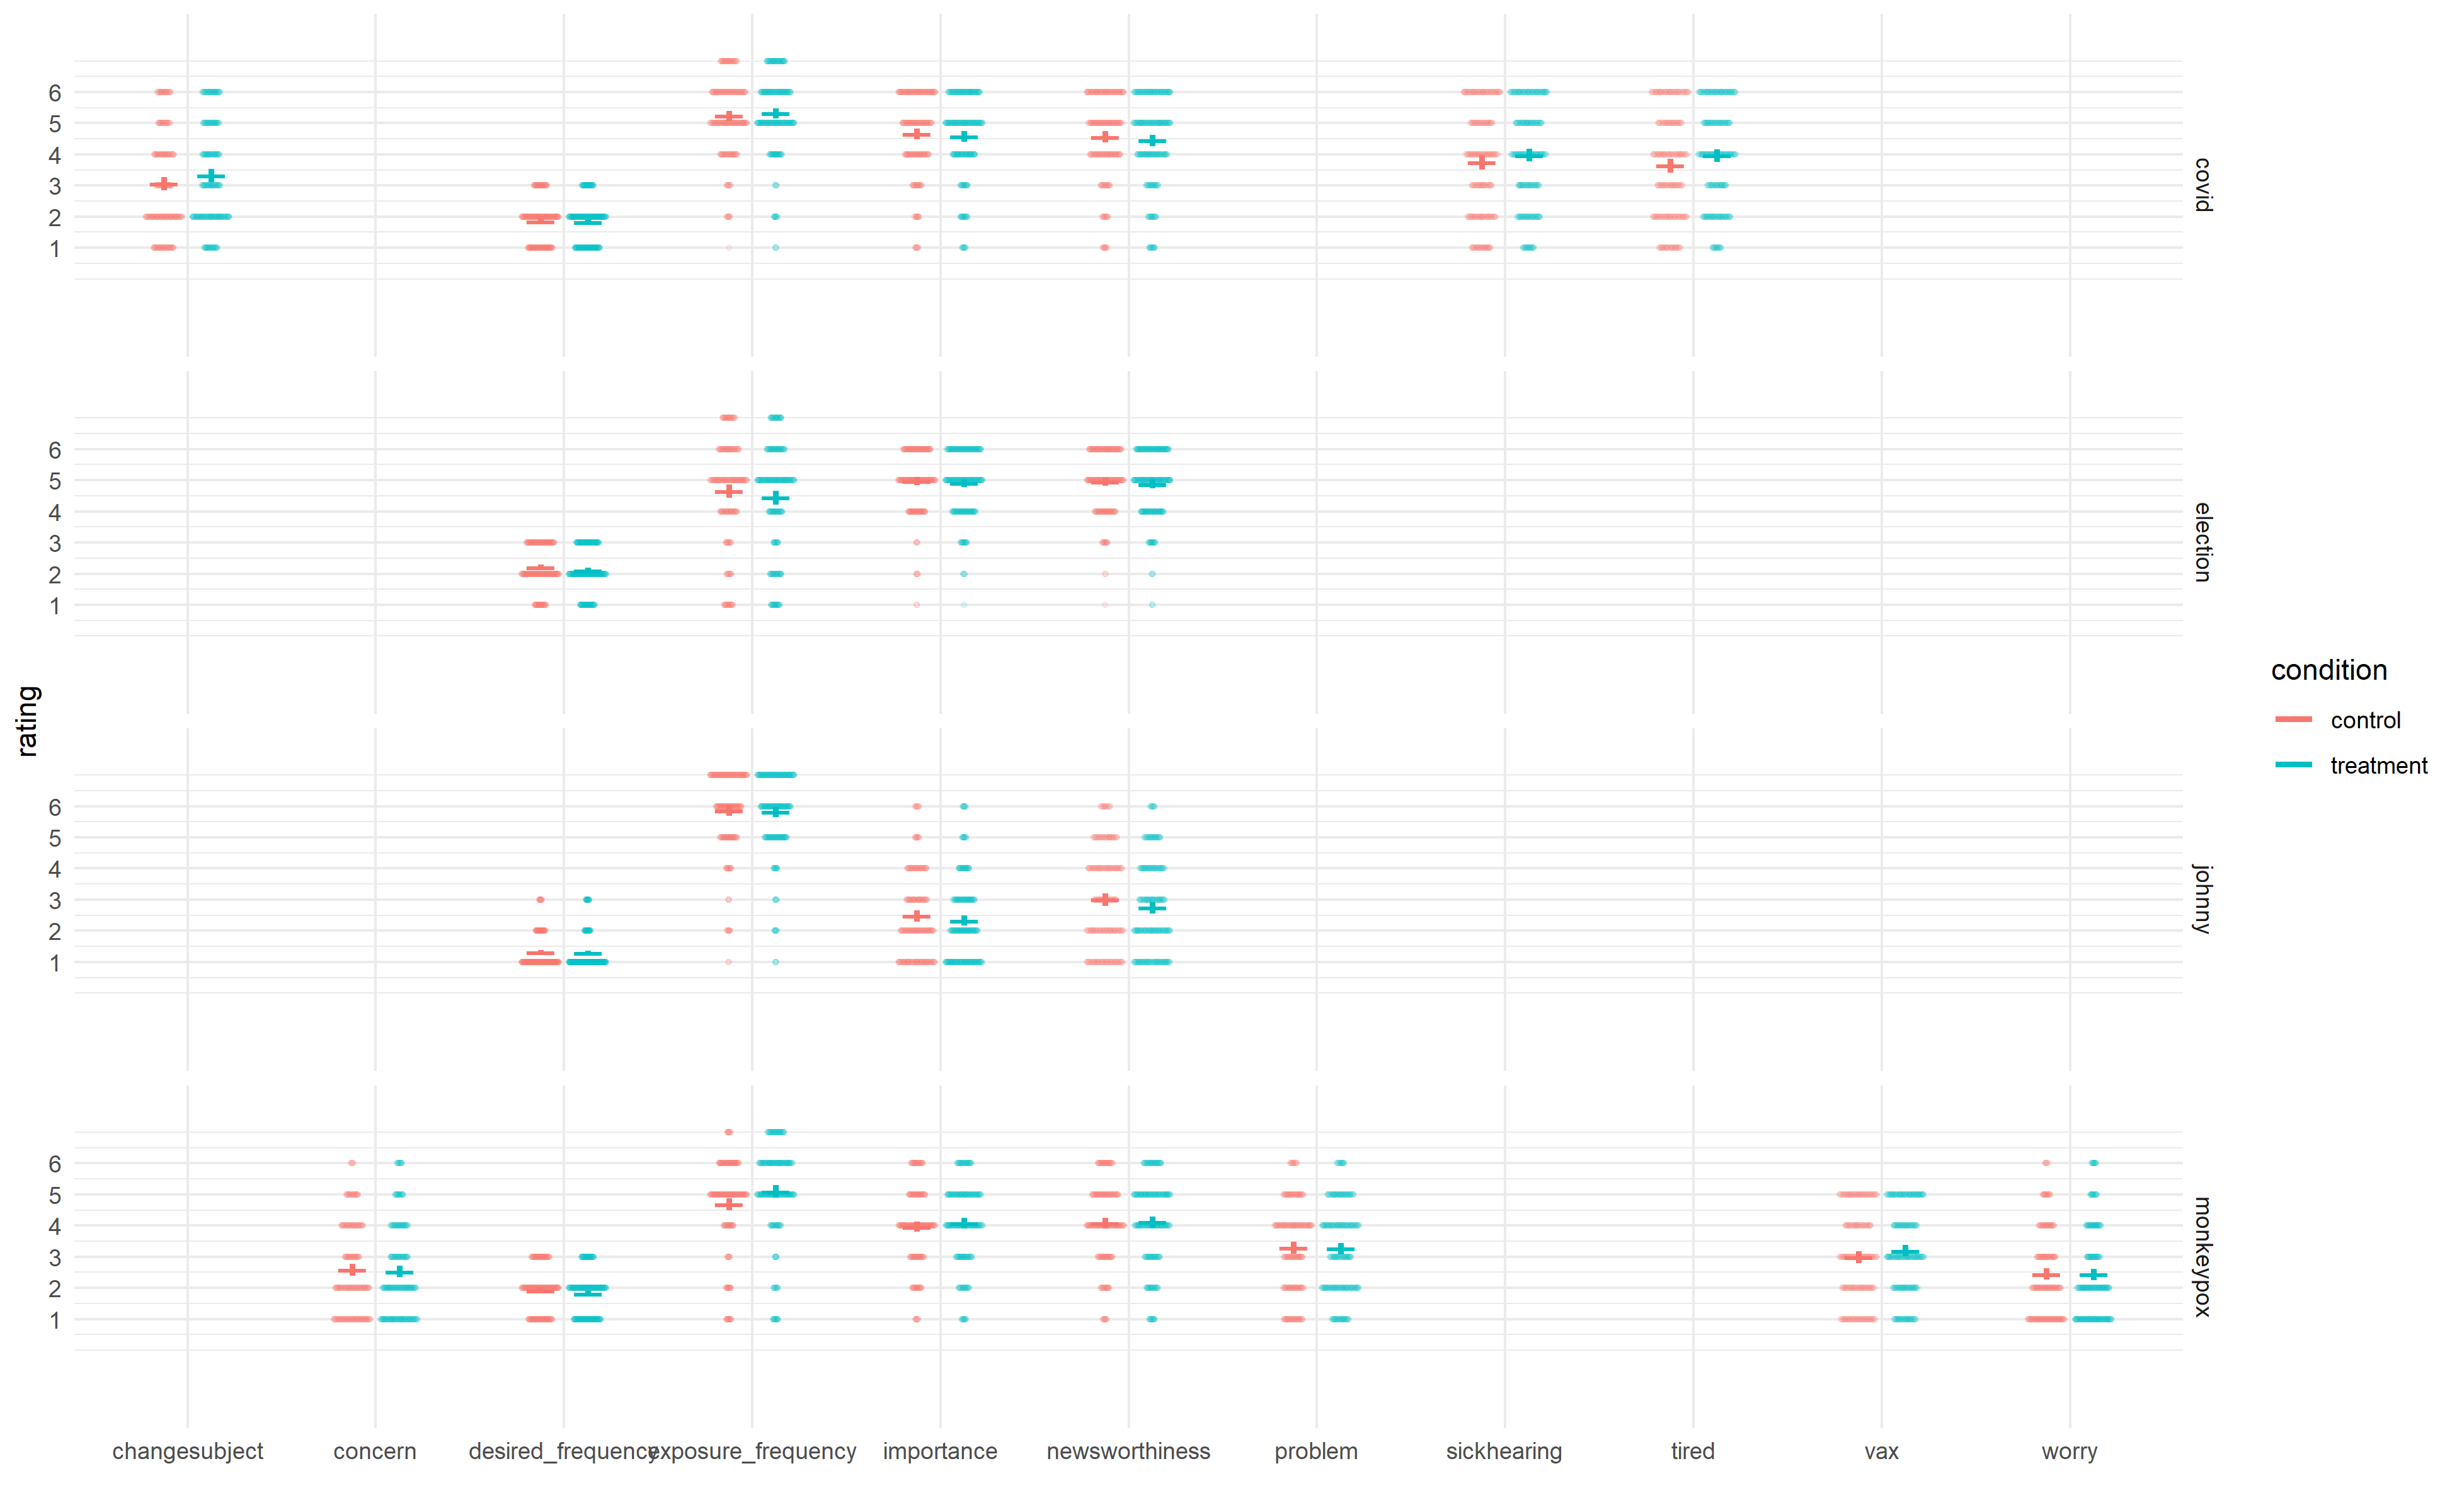 6
5
4
3
2
1
covid
6
5
4
3
2
1
election
rating
condition
control
treatment
6
5
4
3
2
1
johnny
6
5
4
3
2
1
monkeypox
changesubject
concern
desired_frequency
exposure_frequency
importance
newsworthiness
problem
sickhearing
tired
vax
worry